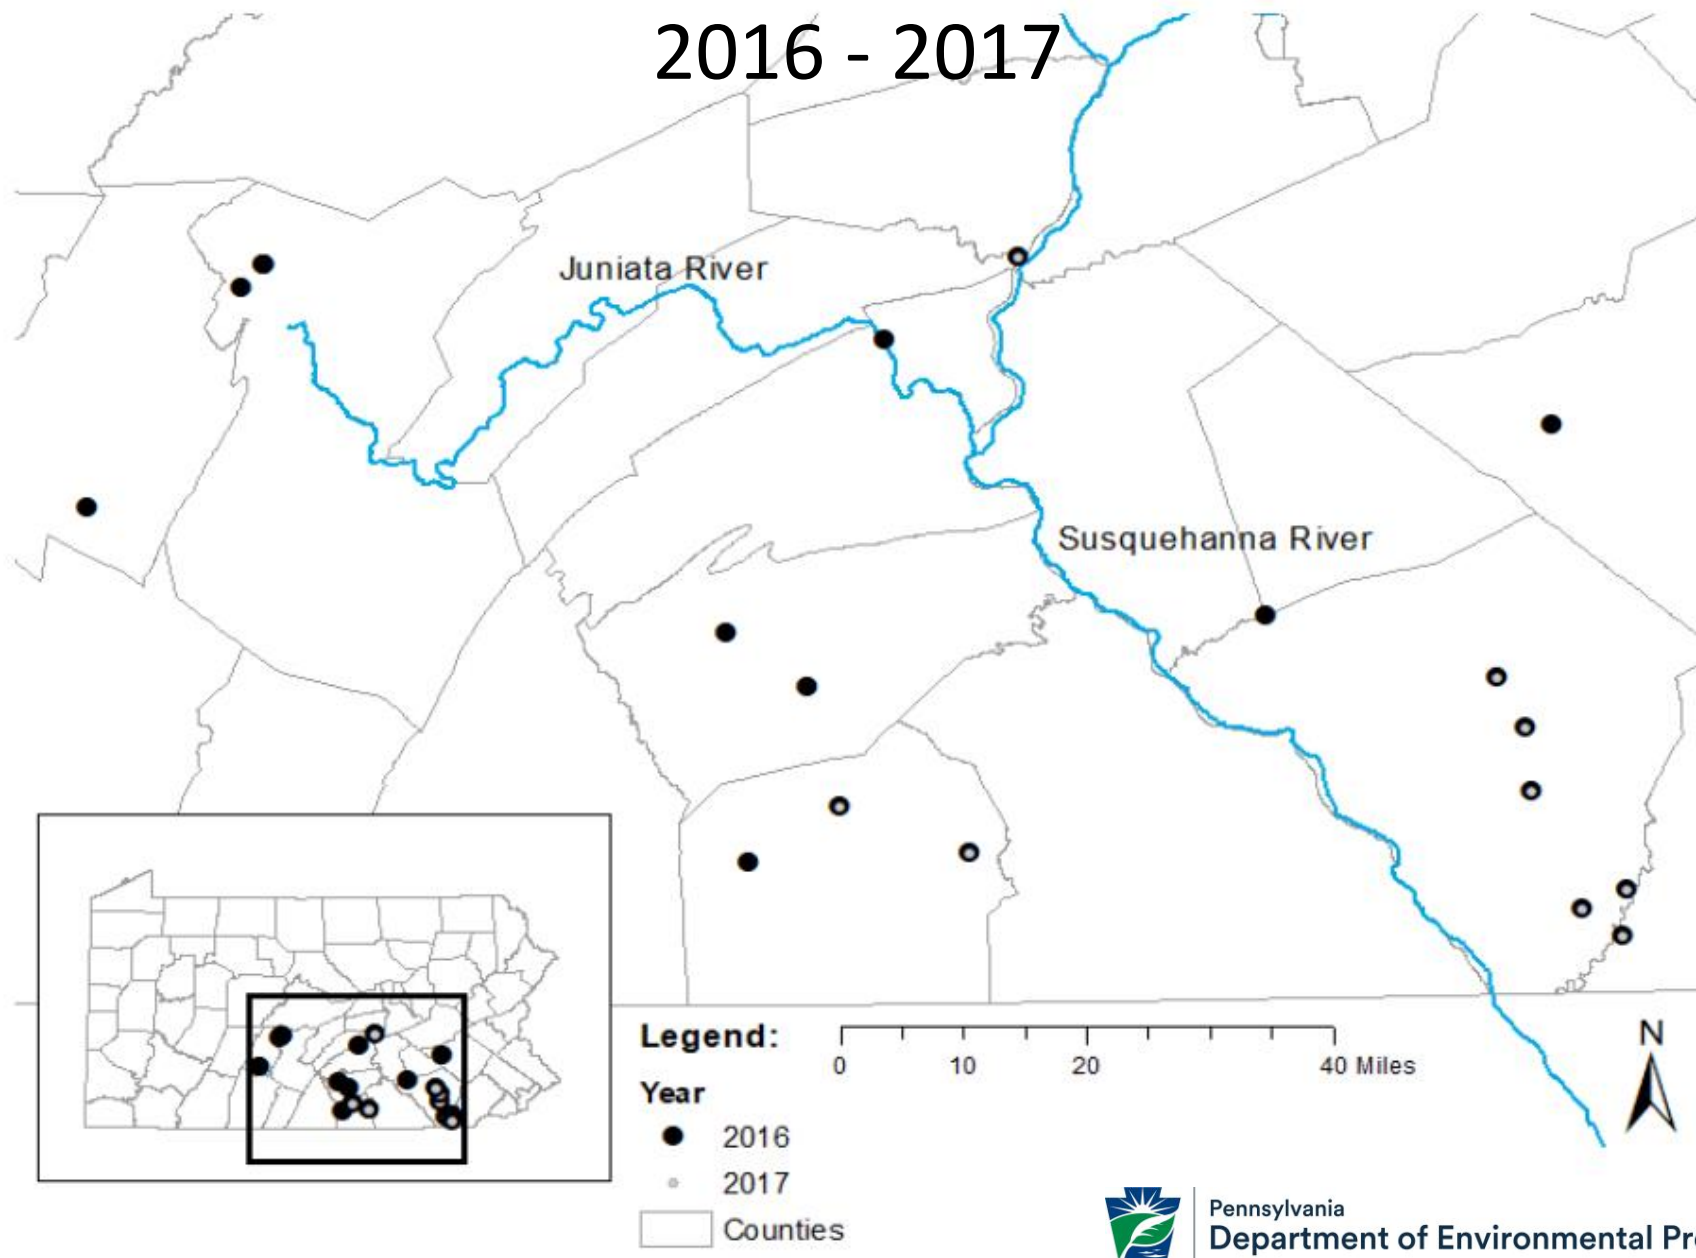 2016 - 2017
Juniata River
Susquehanna River
Legend:
0 10 20 40 Miles
N
Year
2016
2017
Counties
Pennsylvania
Department of Environmental